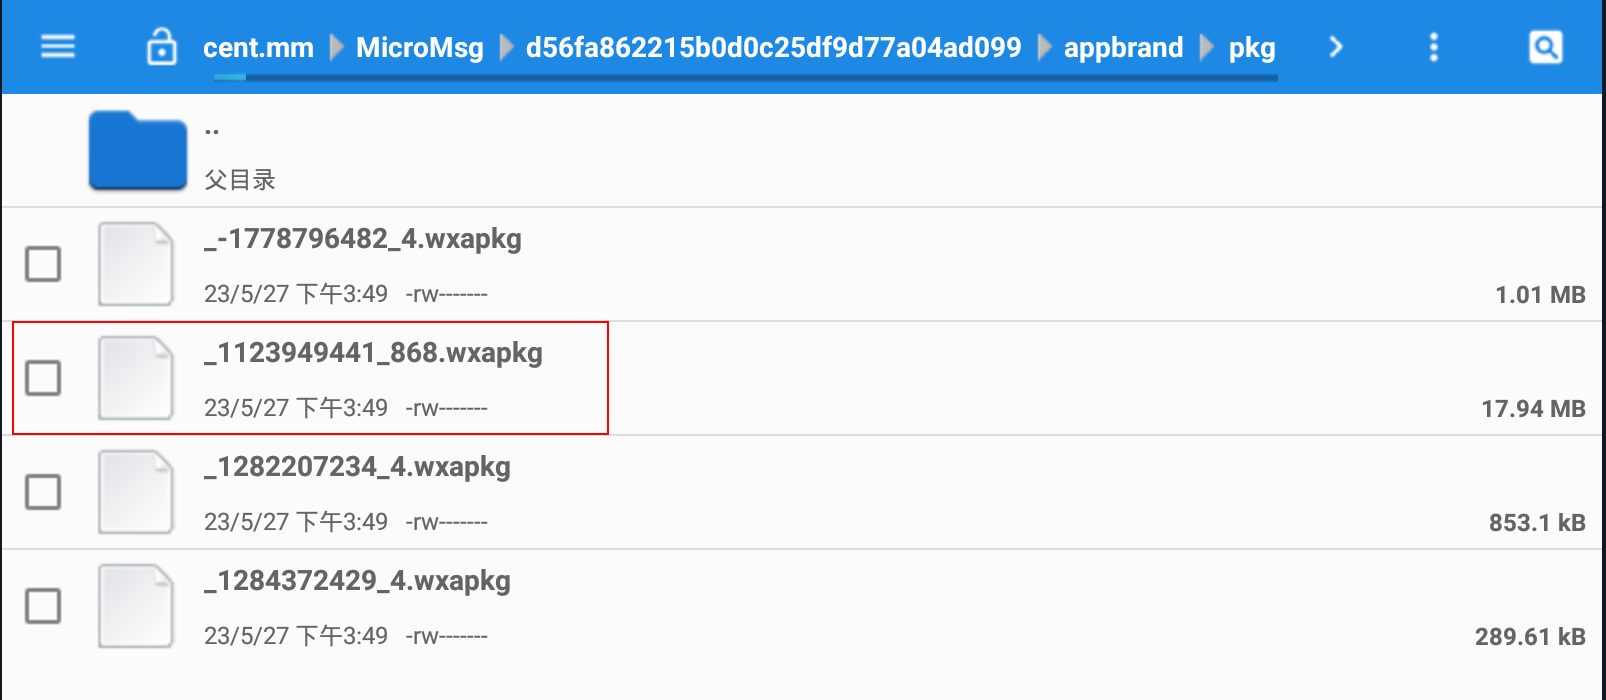 cent.mm MicroMsg d56fa862215b0d0c25df9d77a04ad099 appbrand pkg
..
父目录
_-1778796482_4.wxapkg
23/5/27 下午3:49 -rw------- 1.01 MB
_1123949441_868.wxapkg
23/5/27 下午3:49 -rw------- 17.94 MB
_1282207234_4.wxapkg
23/5/27 下午3:49 -rw------- 853.1 kB
_1284372429_4.wxapkg
23/5/27 下午3:49 -rw------- 289.61 kB